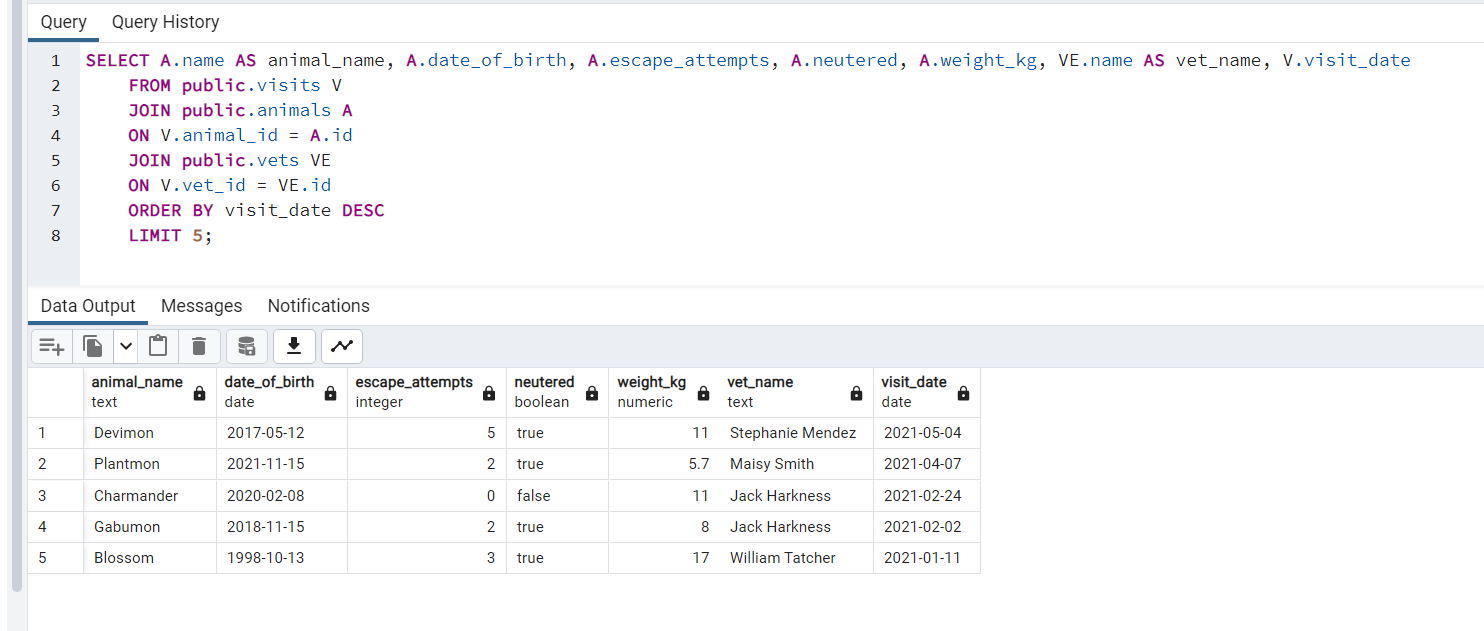 Query Query History
1 SELECT A.name AS animal_name, A.date_of_birth, A.escape_attempts, A.neutered, A.weight_kg, VE.name AS vet_name, V.visit_date
2 FROM public.visits V
3 JOIN public.animals A
4 ON V.animal_id = A.id
5 JOIN public.vets VE
6 ON V.vet_id = VE.id
7 ORDER BY visit_date DESC
8 LIMIT 5;
Data Output Messages Notifications
animal_name date_of_birth escape_attempts neutered weight_kg vet_name visit_date
text date integer boolean numeric text date
1 Devimon 2017-05-12 5 true 11 Stephanie Mendez 2021-05-04
2 Plantmon 2021-11-15 2 true 5.7 Maisy Smith 2021-04-07
3 Charmander 2020-02-08 0 false 11 Jack Harkness 2021-02-24
4 Gabumon 2018-11-15 2 true 8 Jack Harkness 2021-02-02
5 Blossom 1998-10-13 3 true 17 William Tatcher 2021-01-11